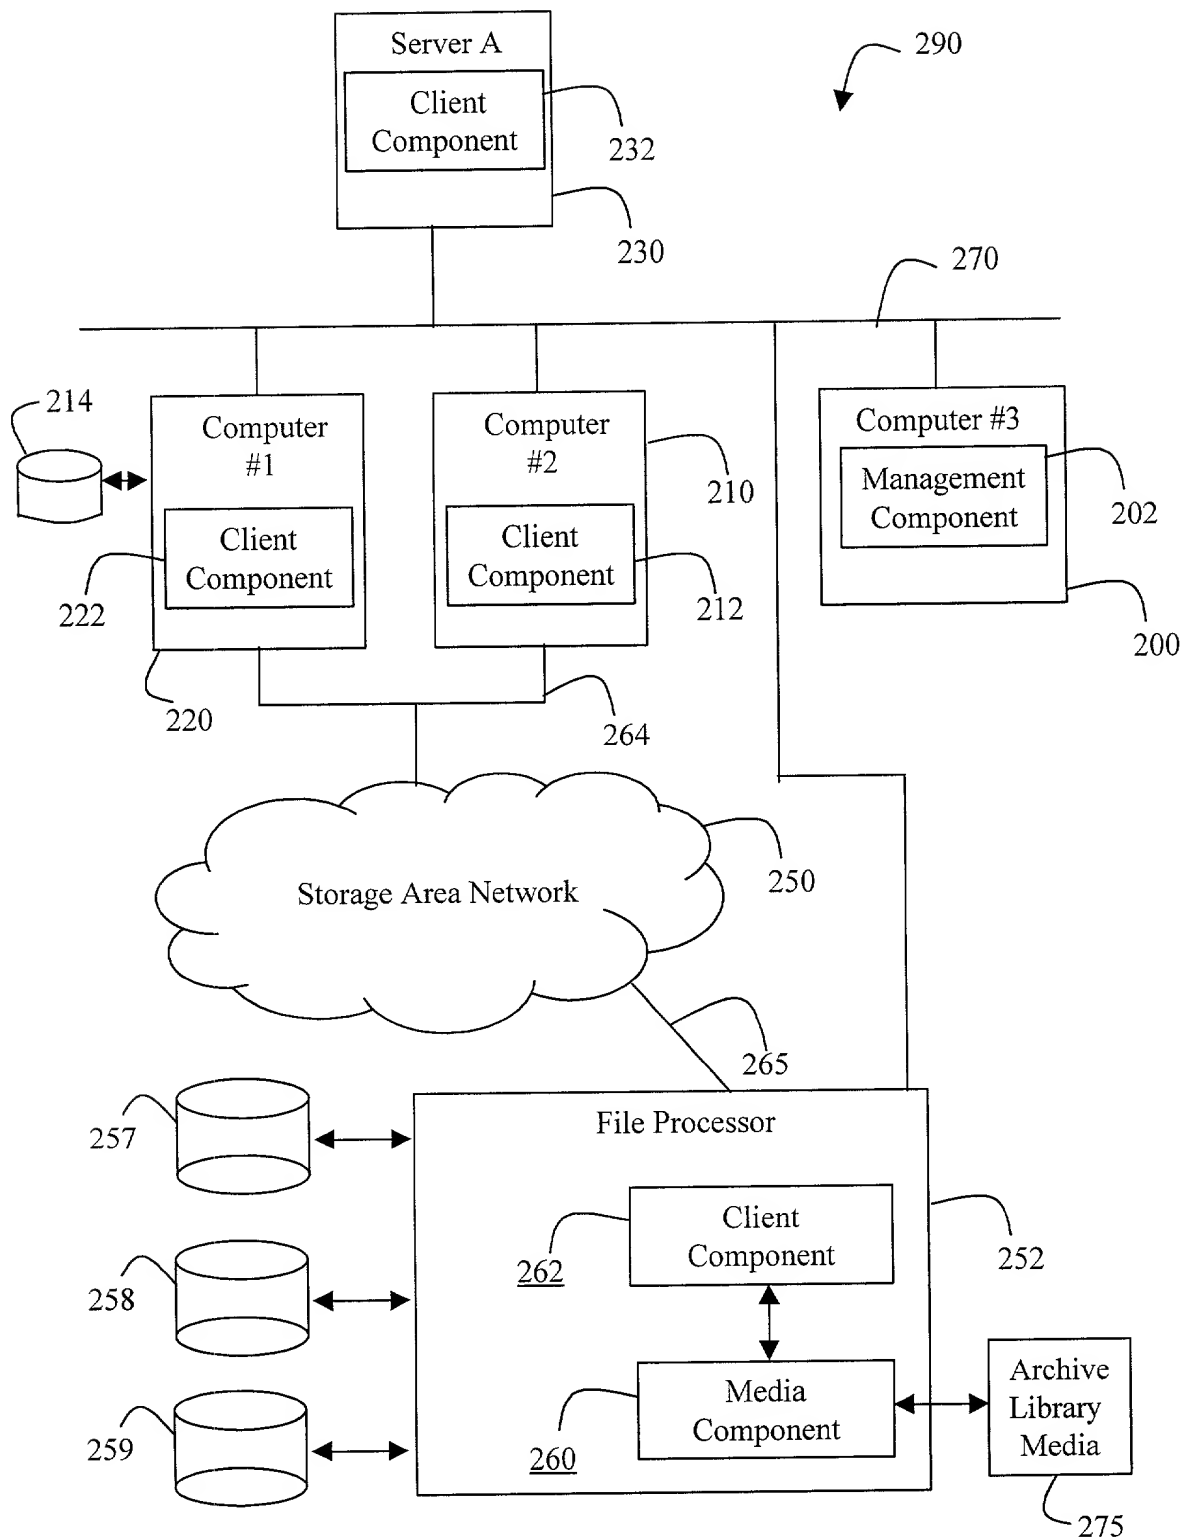 Server A
290
Client
Component
232
230
270
214
Computer
#1
Computer
#2
Computer #3
210
Management
Component
202
Client
Component
Client
Component
222
212
200
220
264
250
Storage Area Network
265
257
File Processor
Client
Component
262
252
258
Media
Component
260
Archive
Library
Media
259
275